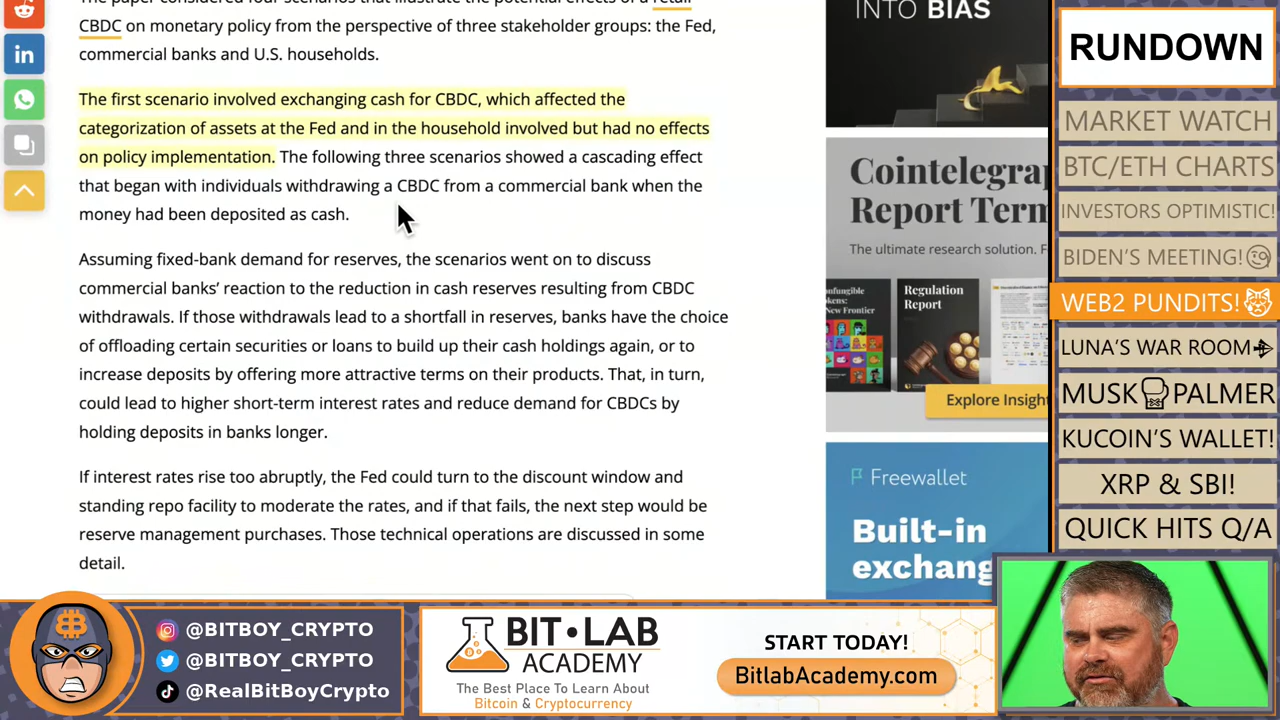 The paper considered four scenarios that illustrate the potential effects of a retail
CBDC on monetary policy from the perspective of three stakeholder groups: the Fed,
commercial banks and U.S. households.
The first scenario involved exchanging cash for CBDC, which affected the
categorization of assets at the Fed and in the household involved but had no effects
on policy implementation. The following three scenarios showed a cascading effect
that began with individuals withdrawing a CBDC from a commercial bank when the
money had been deposited as cash.
Assuming fixed-bank demand for reserves, the scenarios went on to discuss
commercial banks’ reaction to the reduction in cash reserves resulting from CBDC
withdrawals. If those withdrawals lead to a shortfall in reserves, banks have the choice
of offloading certain securities or loans to build up their cash holdings again, or to
increase deposits by offering more attractive terms on their products. That, in turn,
could lead to higher short-term interest rates and reduce demand for CBDCs by
holding deposits in banks longer.
If interest rates rise too abruptly, the Fed could turn to the discount window and
standing repo facility to moderate the rates, and if that fails, the next step would be
reserve management purchases. Those technical operations are discussed in some
detail.
in
INTO BIAS
Cointelegra
Report Term
The ultimate research solution. F
onfungible
okens:
New Frontier
Regulation
Report
Explore Insigh
Freewallet
Built-in
exchang
RUNDOWN
MARKET WATCH
BTC/ETH CHARTS
INVESTORS OPTIMISTIC!
BIDEN'S MEETING!
WEB2 PUNDITS!
LUNA'S WAR ROOM
MUSK PALMER
KUCOIN'S WALLET!
XRP & SBI!
QUICK HITS Q/A
@BITBOY_CRYPTO
@BITBOY_CRYPTO
@RealBitBoyCrypto
BIT•LAB
ACADEMY
The Best Place To Learn About
Bitcoin & Cryptocurrency
START TODAY!
BitlabAcademy.com